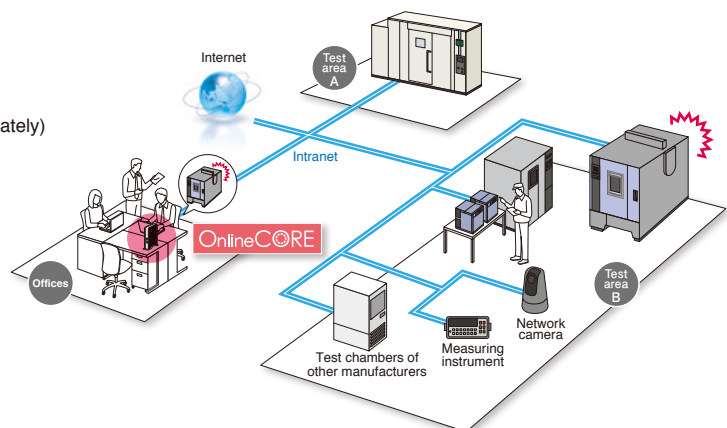 Internet
Test
area
A
ately)
Intranet
OnlineCORE
Offices
Test
area
B
Network
camera
Measuring
instrument
Test chambers of
other manufacturers